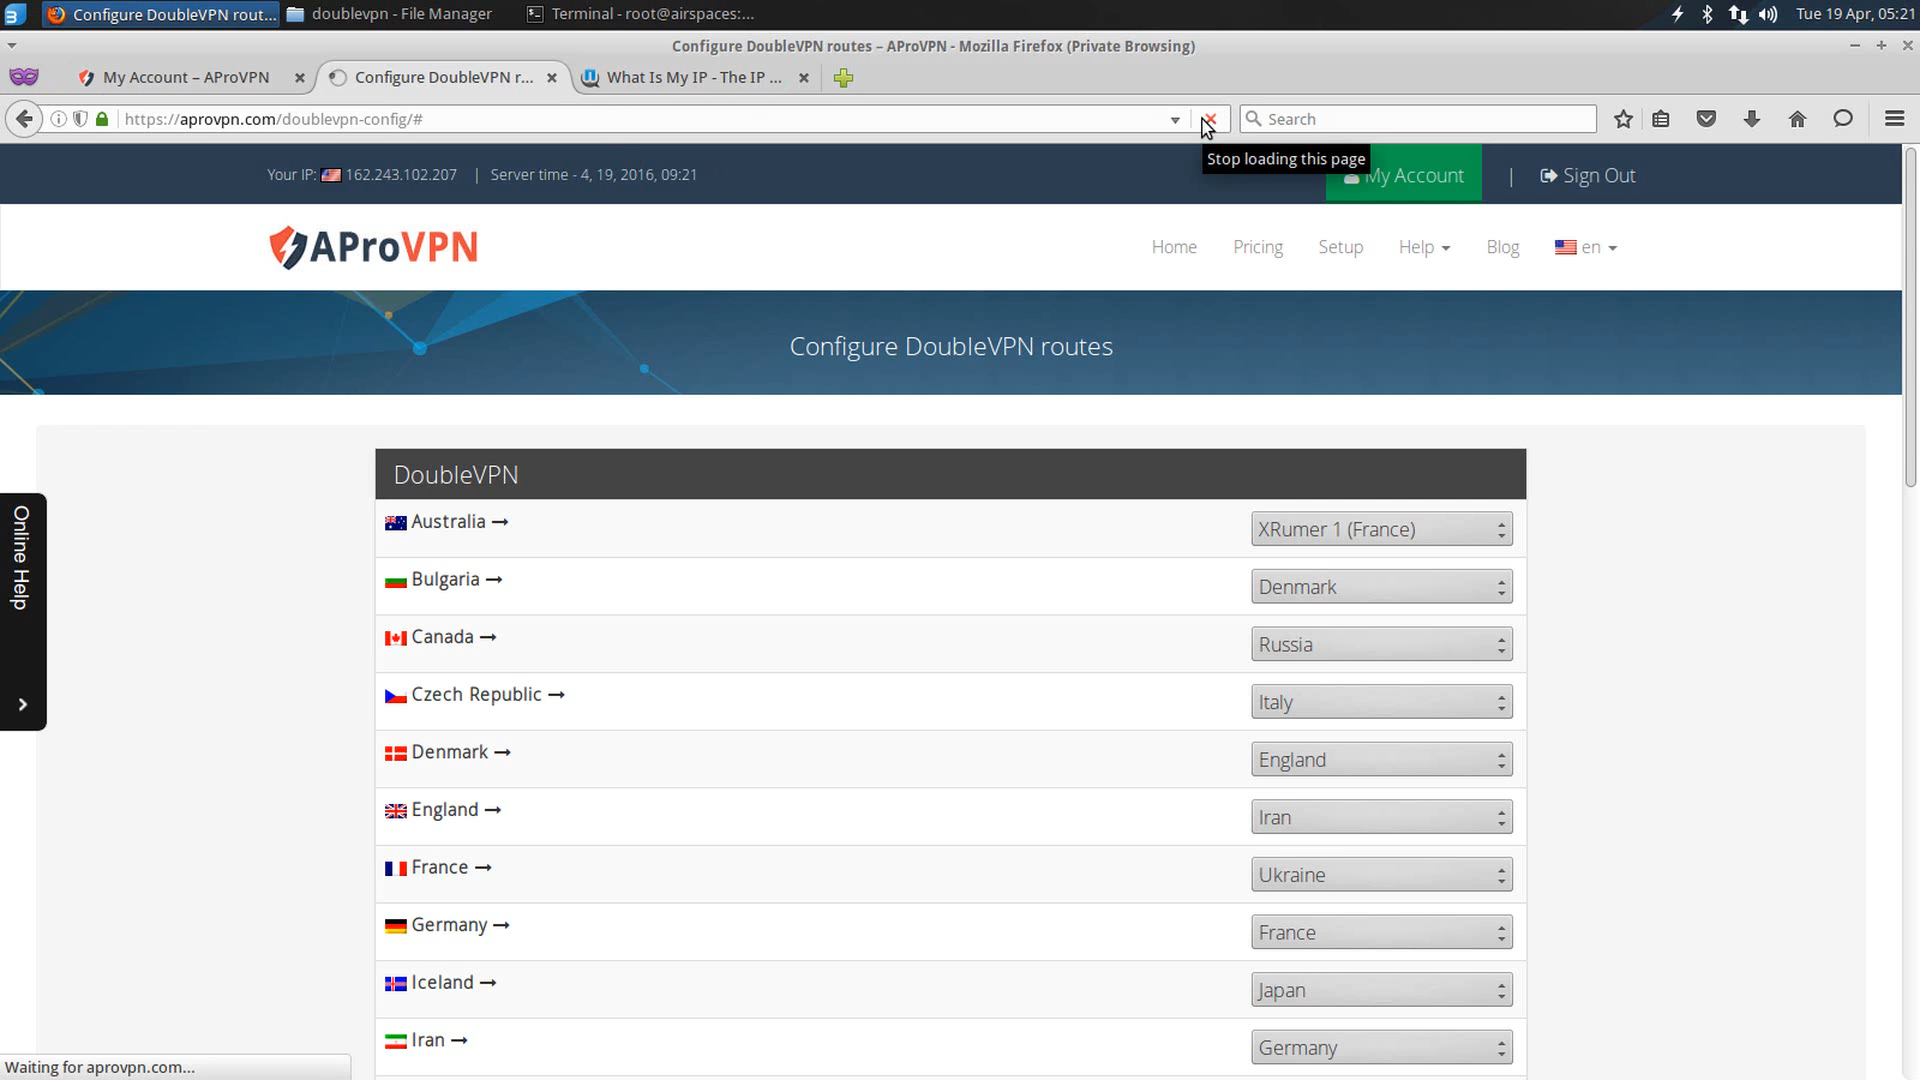 Configure DoubleVPN rout...
doublevpn - File Manager
Terminal - root@airspaces:...
Tue 19 Apr, 05:21
Configure DoubleVPN routes – AProVPN - Mozilla Firefox (Private Browsing)
My Account – AProVPN
Configure DoubleVPN r...
What Is My IP - The IP ...
https://aprovpn.com/doublevpn-config/#
Search
Stop loading this page
Your IP: 162.243.102.207 | Server time - 4, 19, 2016, 09:21
My Account | Sign Out
AProVPN
Home Pricing Setup Help Blog en
Configure DoubleVPN routes
Online Help
DoubleVPN
Australia → XRumer 1 (France)
Bulgaria → Denmark
Canada → Russia
Czech Republic → Italy
Denmark → England
England → Iran
France → Ukraine
Germany → France
Iceland → Japan
Iran → Germany
Waiting for aprovpn.com...